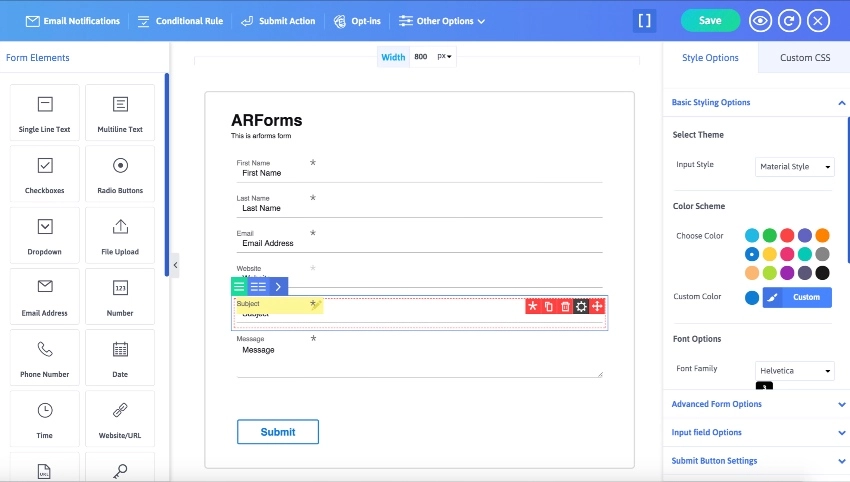 Email Notifications
Conditional Rule
Submit Action
Opt-ins
Other Options
[ ]
Save
Form Elements
Single Line Text
Multiline Text
Checkboxes
Radio Buttons
Dropdown
File Upload
Email Address
123
Number
Phone Number
Date
Time
Website/URL
URL
Width 800 px
ARForms
This is arforms form
First Name *
First Name
Last Name *
Last Name
Email *
Email Address
Website *
Subject *
Subject
Message *
Message
Submit
Style Options
Custom CSS
Basic Styling Options
Select Theme
Input Style
Material Style
Color Scheme
Choose Color
Custom Color
Custom
Font Options
Font Family
Helvetica
Advanced Form Options
Input field Options
Submit Button Settings